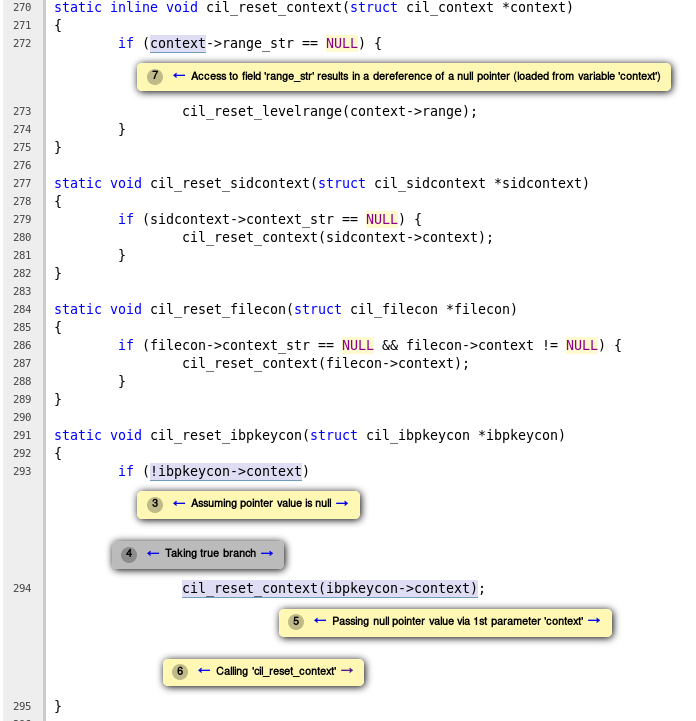 270 static inline void cil_reset_context(struct cil_context *context)
271 {
272 if (context->range_str == NULL) {
7 ← Access to field 'range_str' results in a dereference of a null pointer (loaded from variable 'context')
273 cil_reset_levelrange(context->range);
274 }
275 }
276
277 static void cil_reset_sidcontext(struct cil_sidcontext *sidcontext)
278 {
279 if (sidcontext->context_str == NULL) {
280 cil_reset_context(sidcontext->context);
281 }
282 }
283
284 static void cil_reset_filecon(struct cil_filecon *filecon)
285 {
286 if (filecon->context_str == NULL && filecon->context != NULL) {
287 cil_reset_context(filecon->context);
288 }
289 }
290
291 static void cil_reset_ibpkeycon(struct cil_ibpkeycon *ibpkeycon)
292 {
293 if (!ibpkeycon->context)
3 ← Assuming pointer value is null →
4 ← Taking true branch →
294 cil_reset_context(ibpkeycon->context);
5 ← Passing null pointer value via 1st parameter 'context' →
6 ← Calling 'cil_reset_context' →
295 }